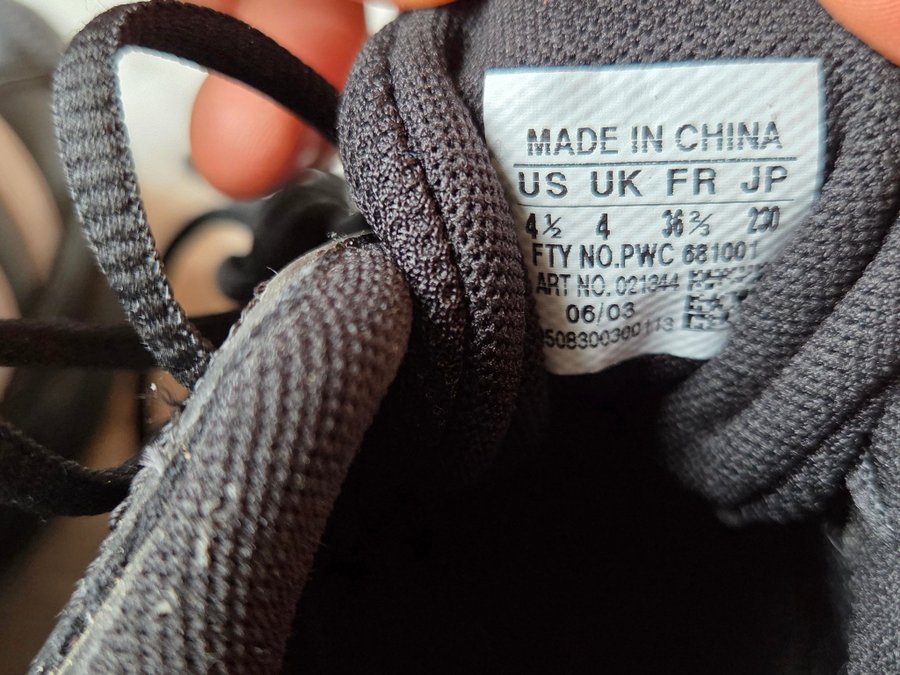 MADE IN CHINA
US UK FR JP
4½ 4 36⅔ 230
FTY NO.PWC 681001
ART NO. 021344
06/03